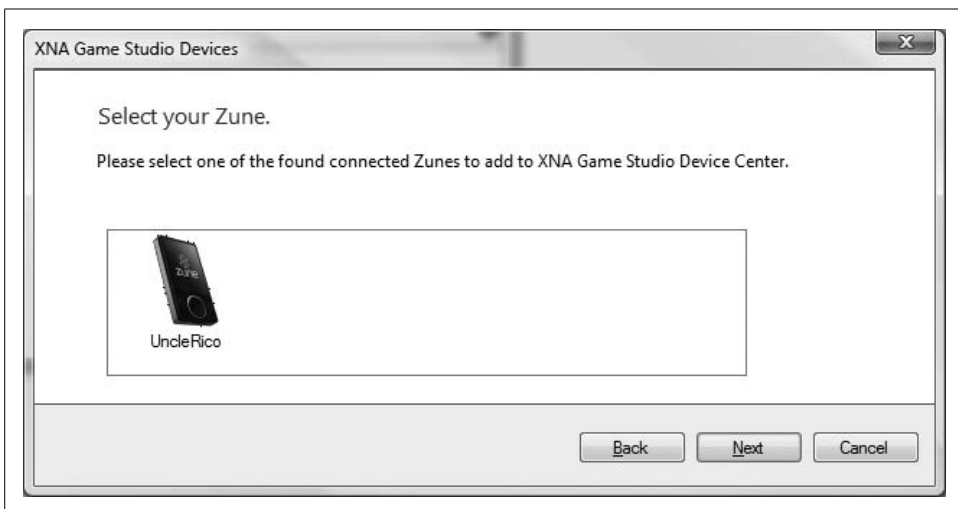 XNA Game Studio Devices
Select your Zune.
Please select one of the found connected Zunes to add to XNA Game Studio Device Center.
zune
UncleRico
Back Next Cancel